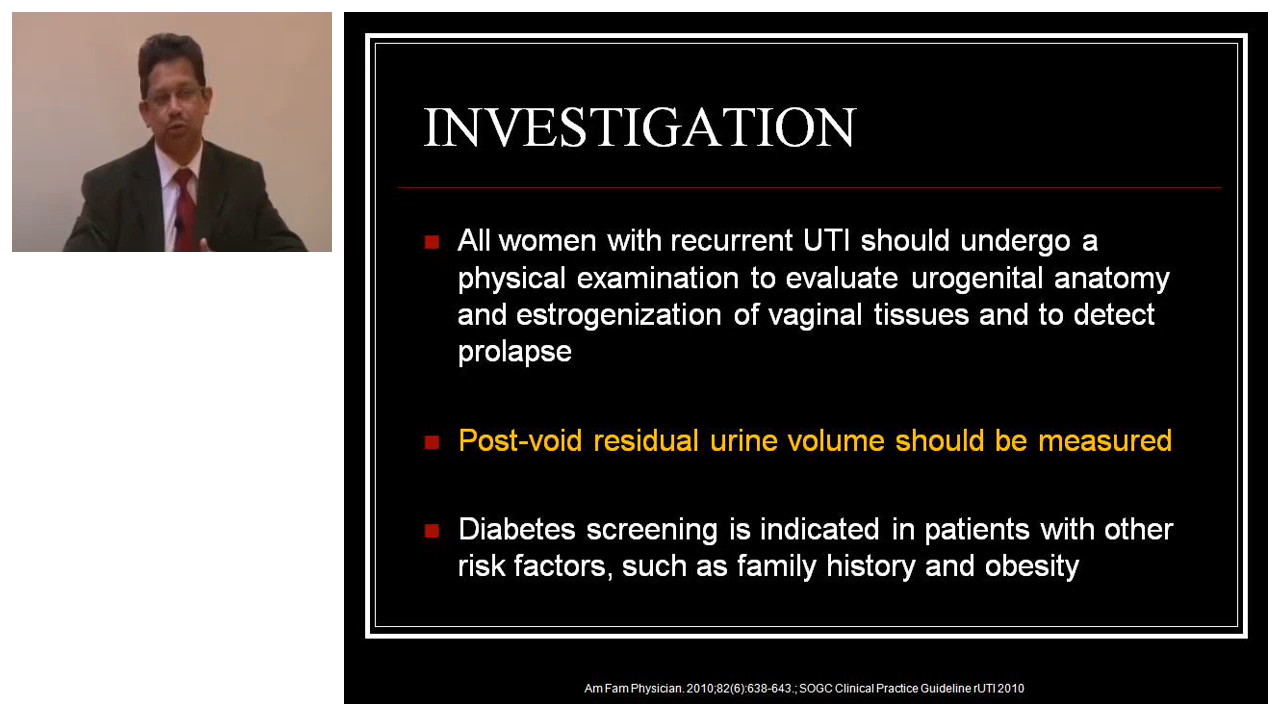 INVESTIGATION
All women with recurrent UTI should undergo a
physical examination to evaluate urogenital anatomy
and estrogenization of vaginal tissues and to detect
prolapse
Post-void residual urine volume should be measured
Diabetes screening is indicated in patients with other
risk factors, such as family history and obesity
Am Fam Physician. 2010;82(6):638-643.; SOGC Clinical Practice Guideline rUTI 2010